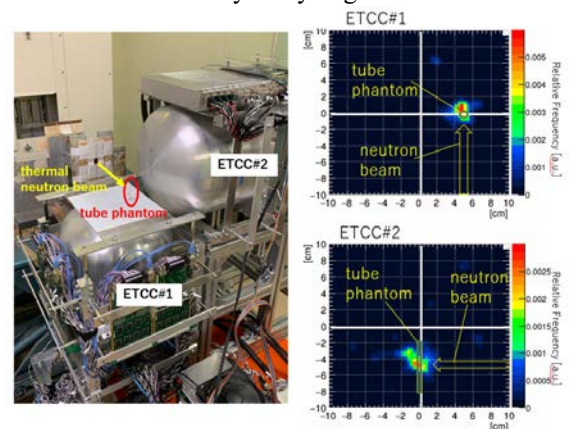 ETCC#2
thermal
neutron beam
tube phantom
ETCC#1
ETCC#1
[cm]
10
8
6
4
2
0
-2
-4
-6
-8
-10
tube
phantom
neutron
beam
-10 -8 -6 -4 -2 0 2 4 6 8 10
[cm]
0.005
0.004
0.003
0.002
0.001
0
Relative Frequency [a.u.]
ETCC#2
[cm]
10
8
6
4
2
0
-2
-4
-6
-8
-10
tube
phantom
neutron
beam
-10 -8 -6 -4 -2 0 2 4 6 8 10
[cm]
0.0025
0.002
0.0015
0.001
0.0005
0
Relative Frequency [a.u.]